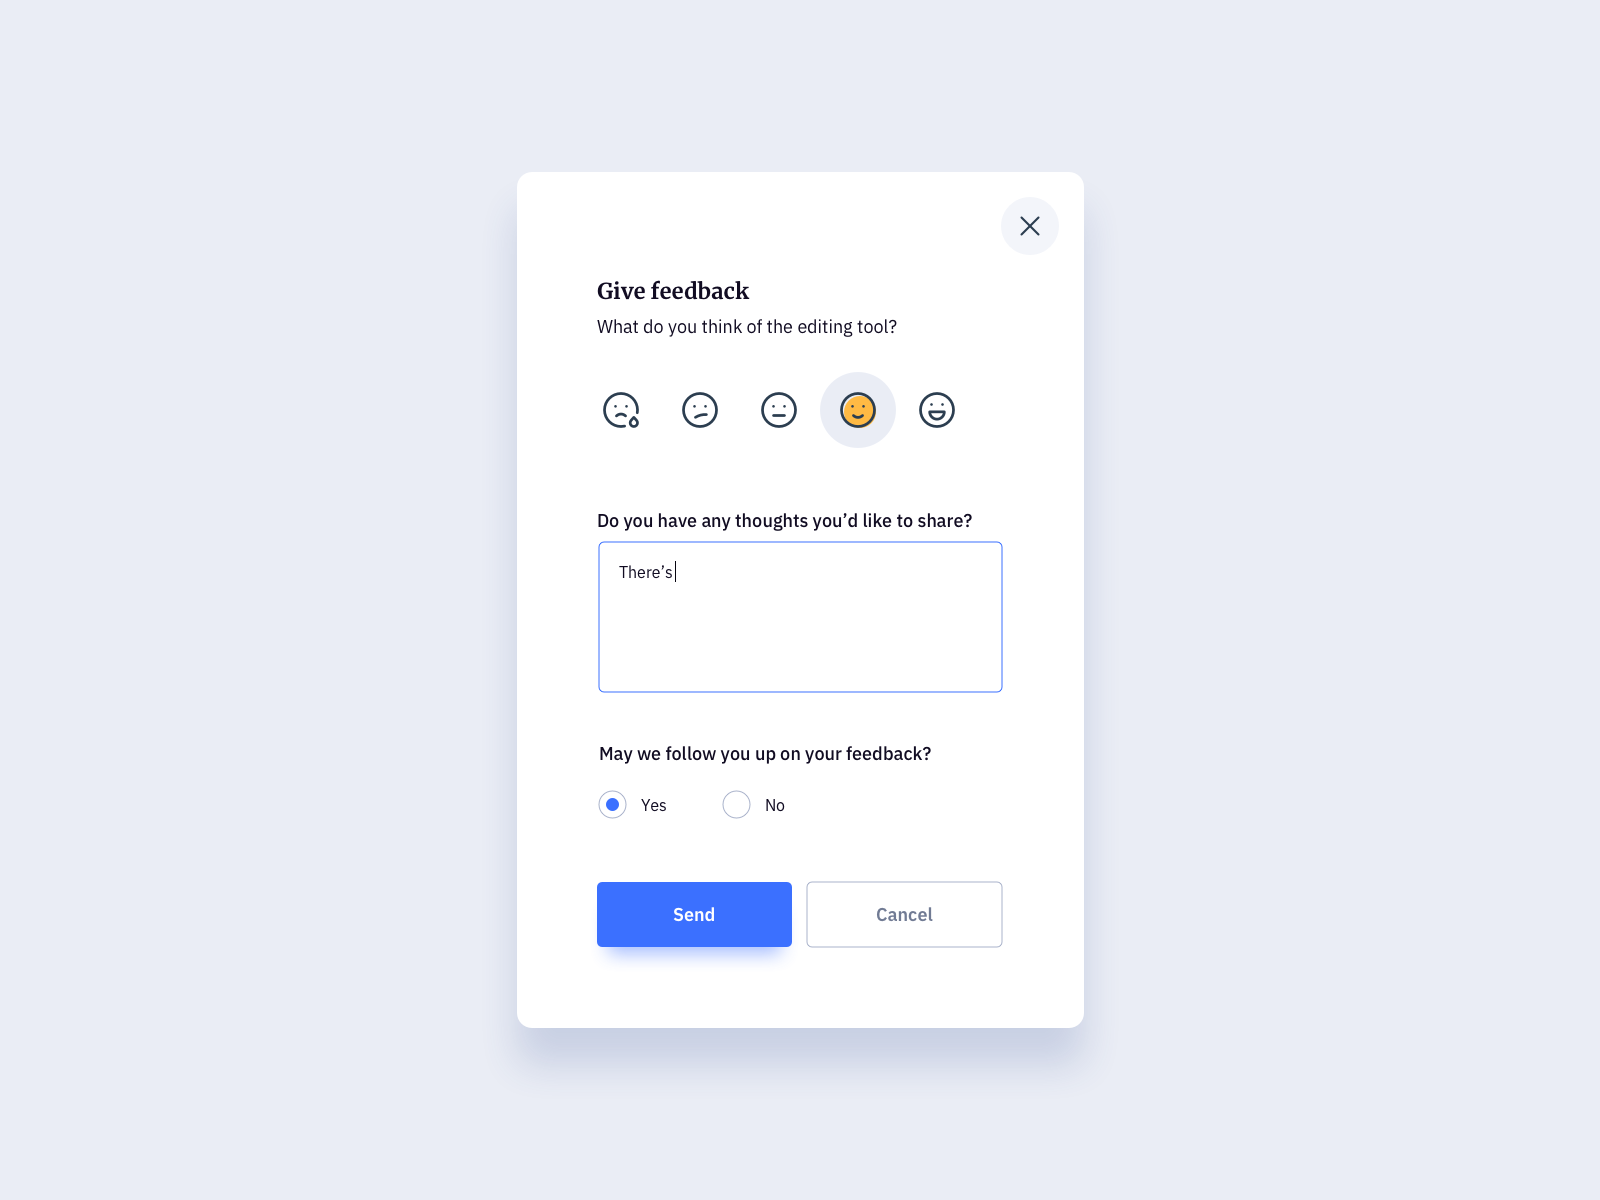 Give feedback
What do you think of the editing tool?
Do you have any thoughts you’d like to share?
There’s
May we follow you up on your feedback?
Yes No
Send Cancel